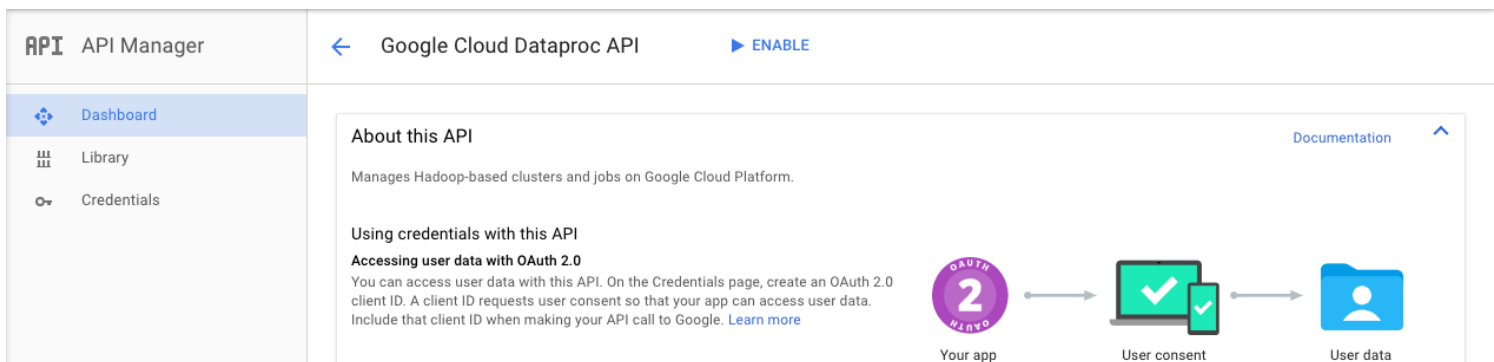 API API Manager
Google Cloud Dataproc API
ENABLE
Dashboard
Library
Credentials
About this API
Documentation
Manages Hadoop-based clusters and jobs on Google Cloud Platform.
Using credentials with this API
Accessing user data with OAuth 2.0
You can access user data with this API. On the Credentials page, create an OAuth 2.0
client ID. A client ID requests user consent so that your app can access user data.
Include that client ID when making your API call to Google. Learn more
OAUTH
2
OAUTH
Your app
User consent
User data